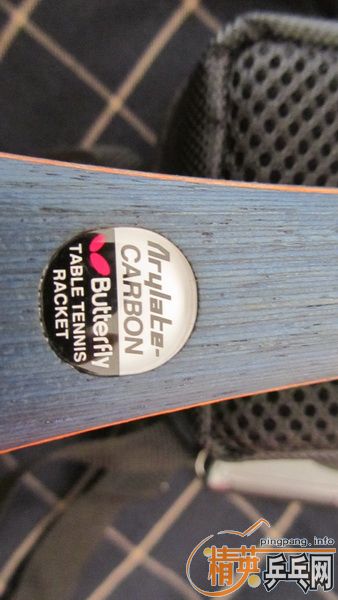 Arylate-
CARBON
Butterfly
TABLE TENNIS
RACKET
pingpang.info
精英乒乓网